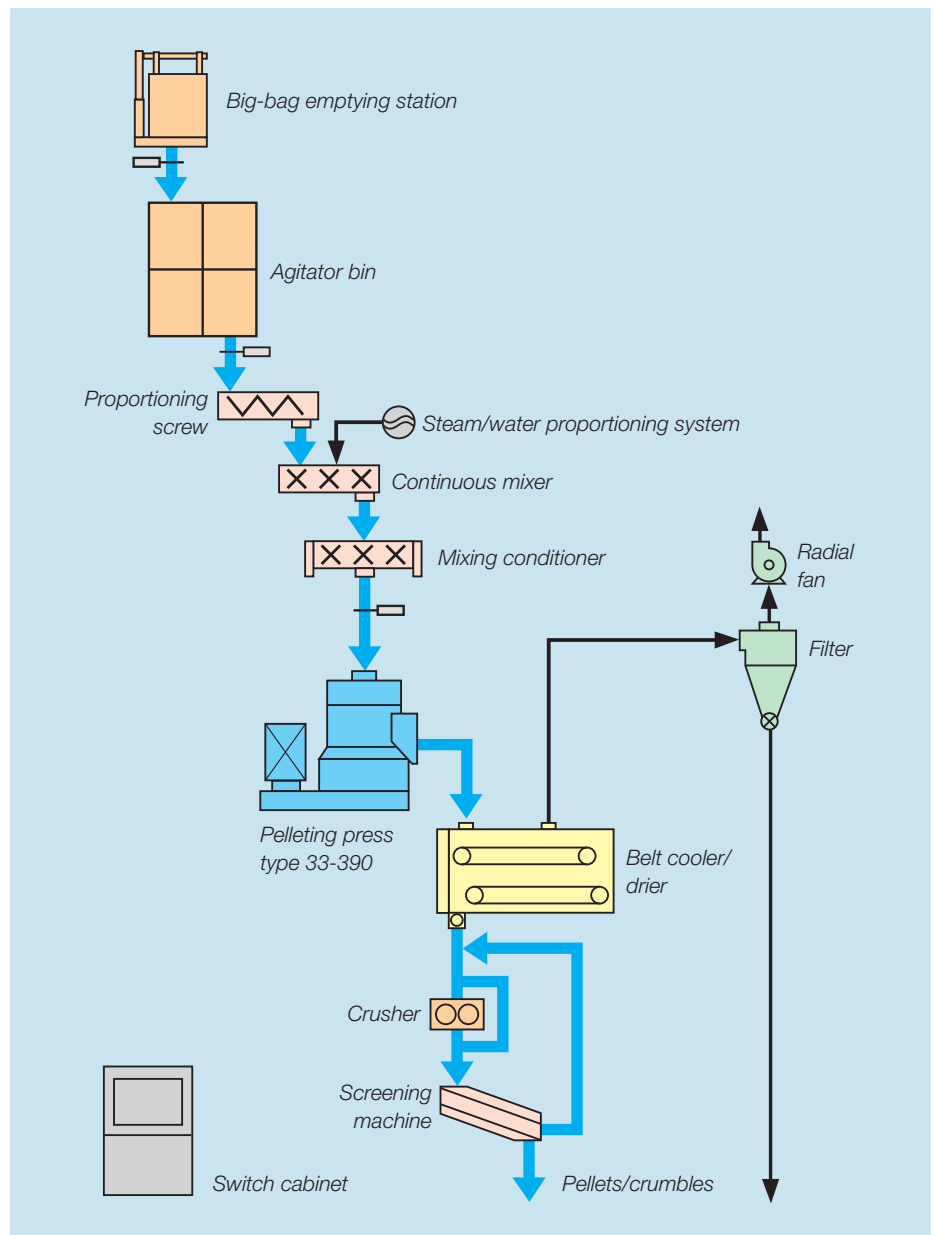 Big-bag emptying station
Agitator bin
Proportioning
screw
Steam/water proportioning system
Continuous mixer
Mixing conditioner
Radial
fan
Filter
Pelleting press
type 33-390
Belt cooler/
drier
Crusher
Screening
machine
Switch cabinet
Pellets/crumbles